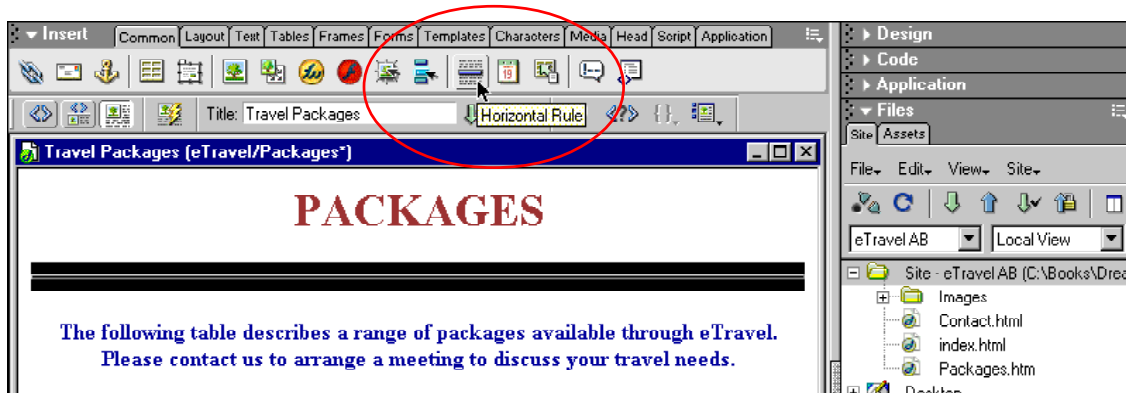 Insert Common Layout Text Tables Frames Forms Templates Characters Media Head Script Application
Title: Travel Packages
Horizontal Rule
Travel Packages (eTravel/Packages*)
PACKAGES
The following table describes a range of packages available through eTravel.
Please contact us to arrange a meeting to discuss your travel needs.
Design
Code
Application
Files
Site Assets
File Edit View Site
eTravel AB Local View
Site - eTravel AB (C:\Books\Drea
Images
Contact.html
index.html
Packages.htm
Desktop